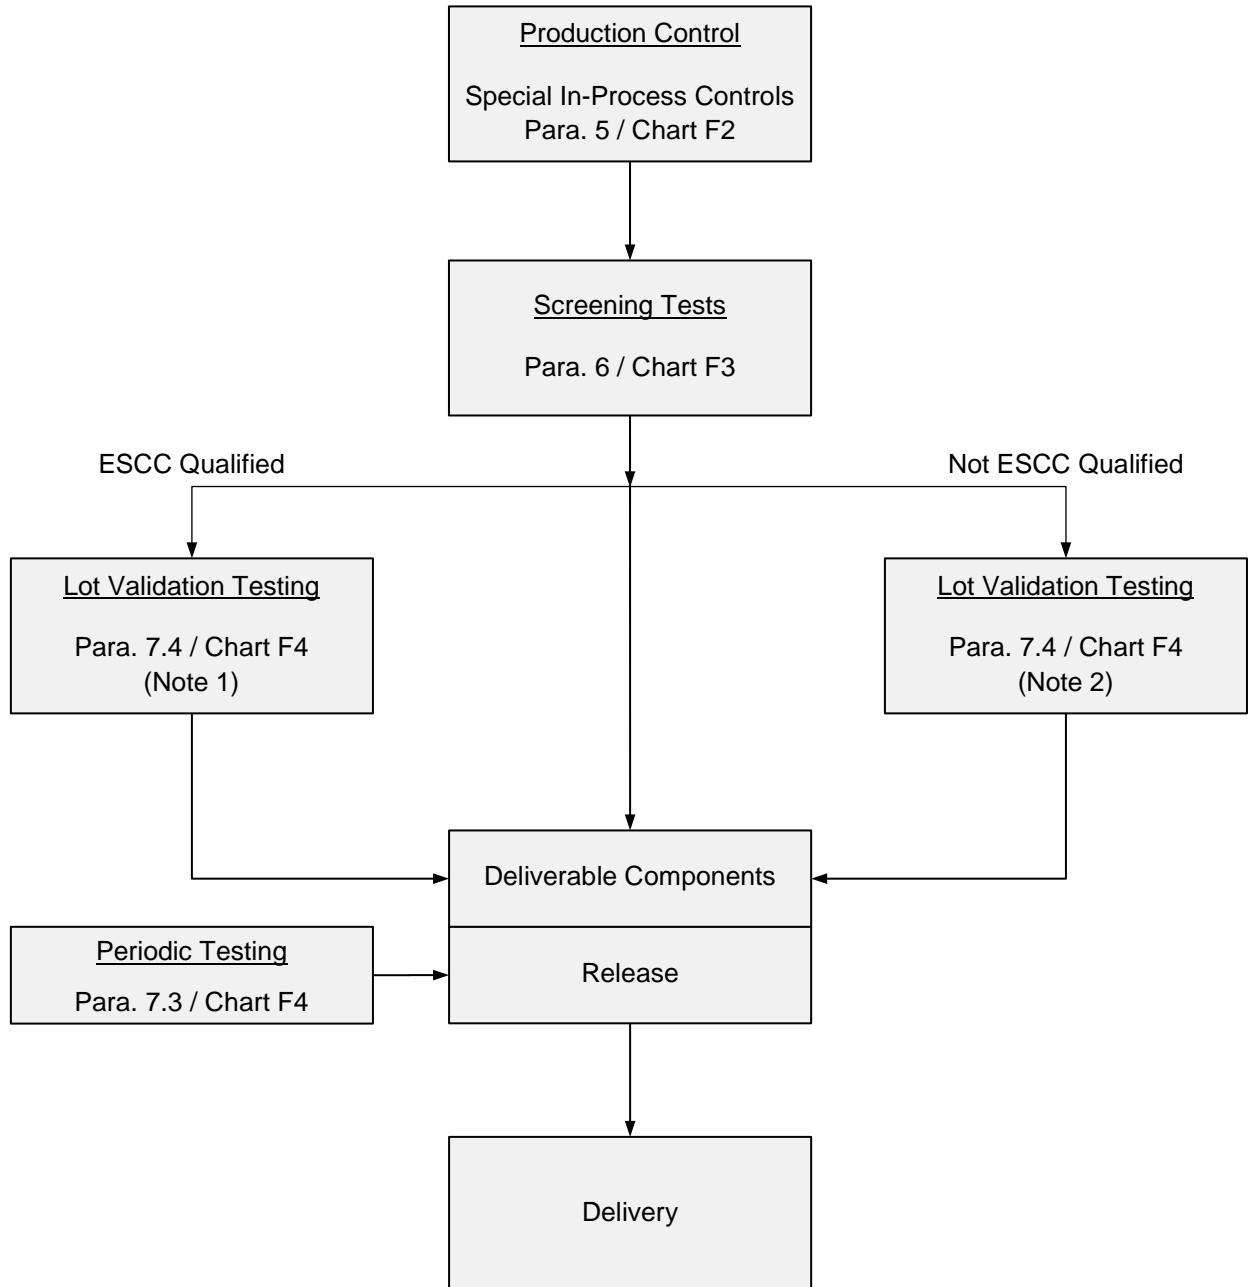 Production Control
Special In-Process Controls
Para. 5 / Chart F2
Screening Tests
Para. 6 / Chart F3
ESCC Qualified
Not ESCC Qualified
Lot Validation Testing
Para. 7.4 / Chart F4
(Note 1)
Lot Validation Testing
Para. 7.4 / Chart F4
(Note 2)
Deliverable Components
Periodic Testing
Para. 7.3 / Chart F4
Release
Delivery